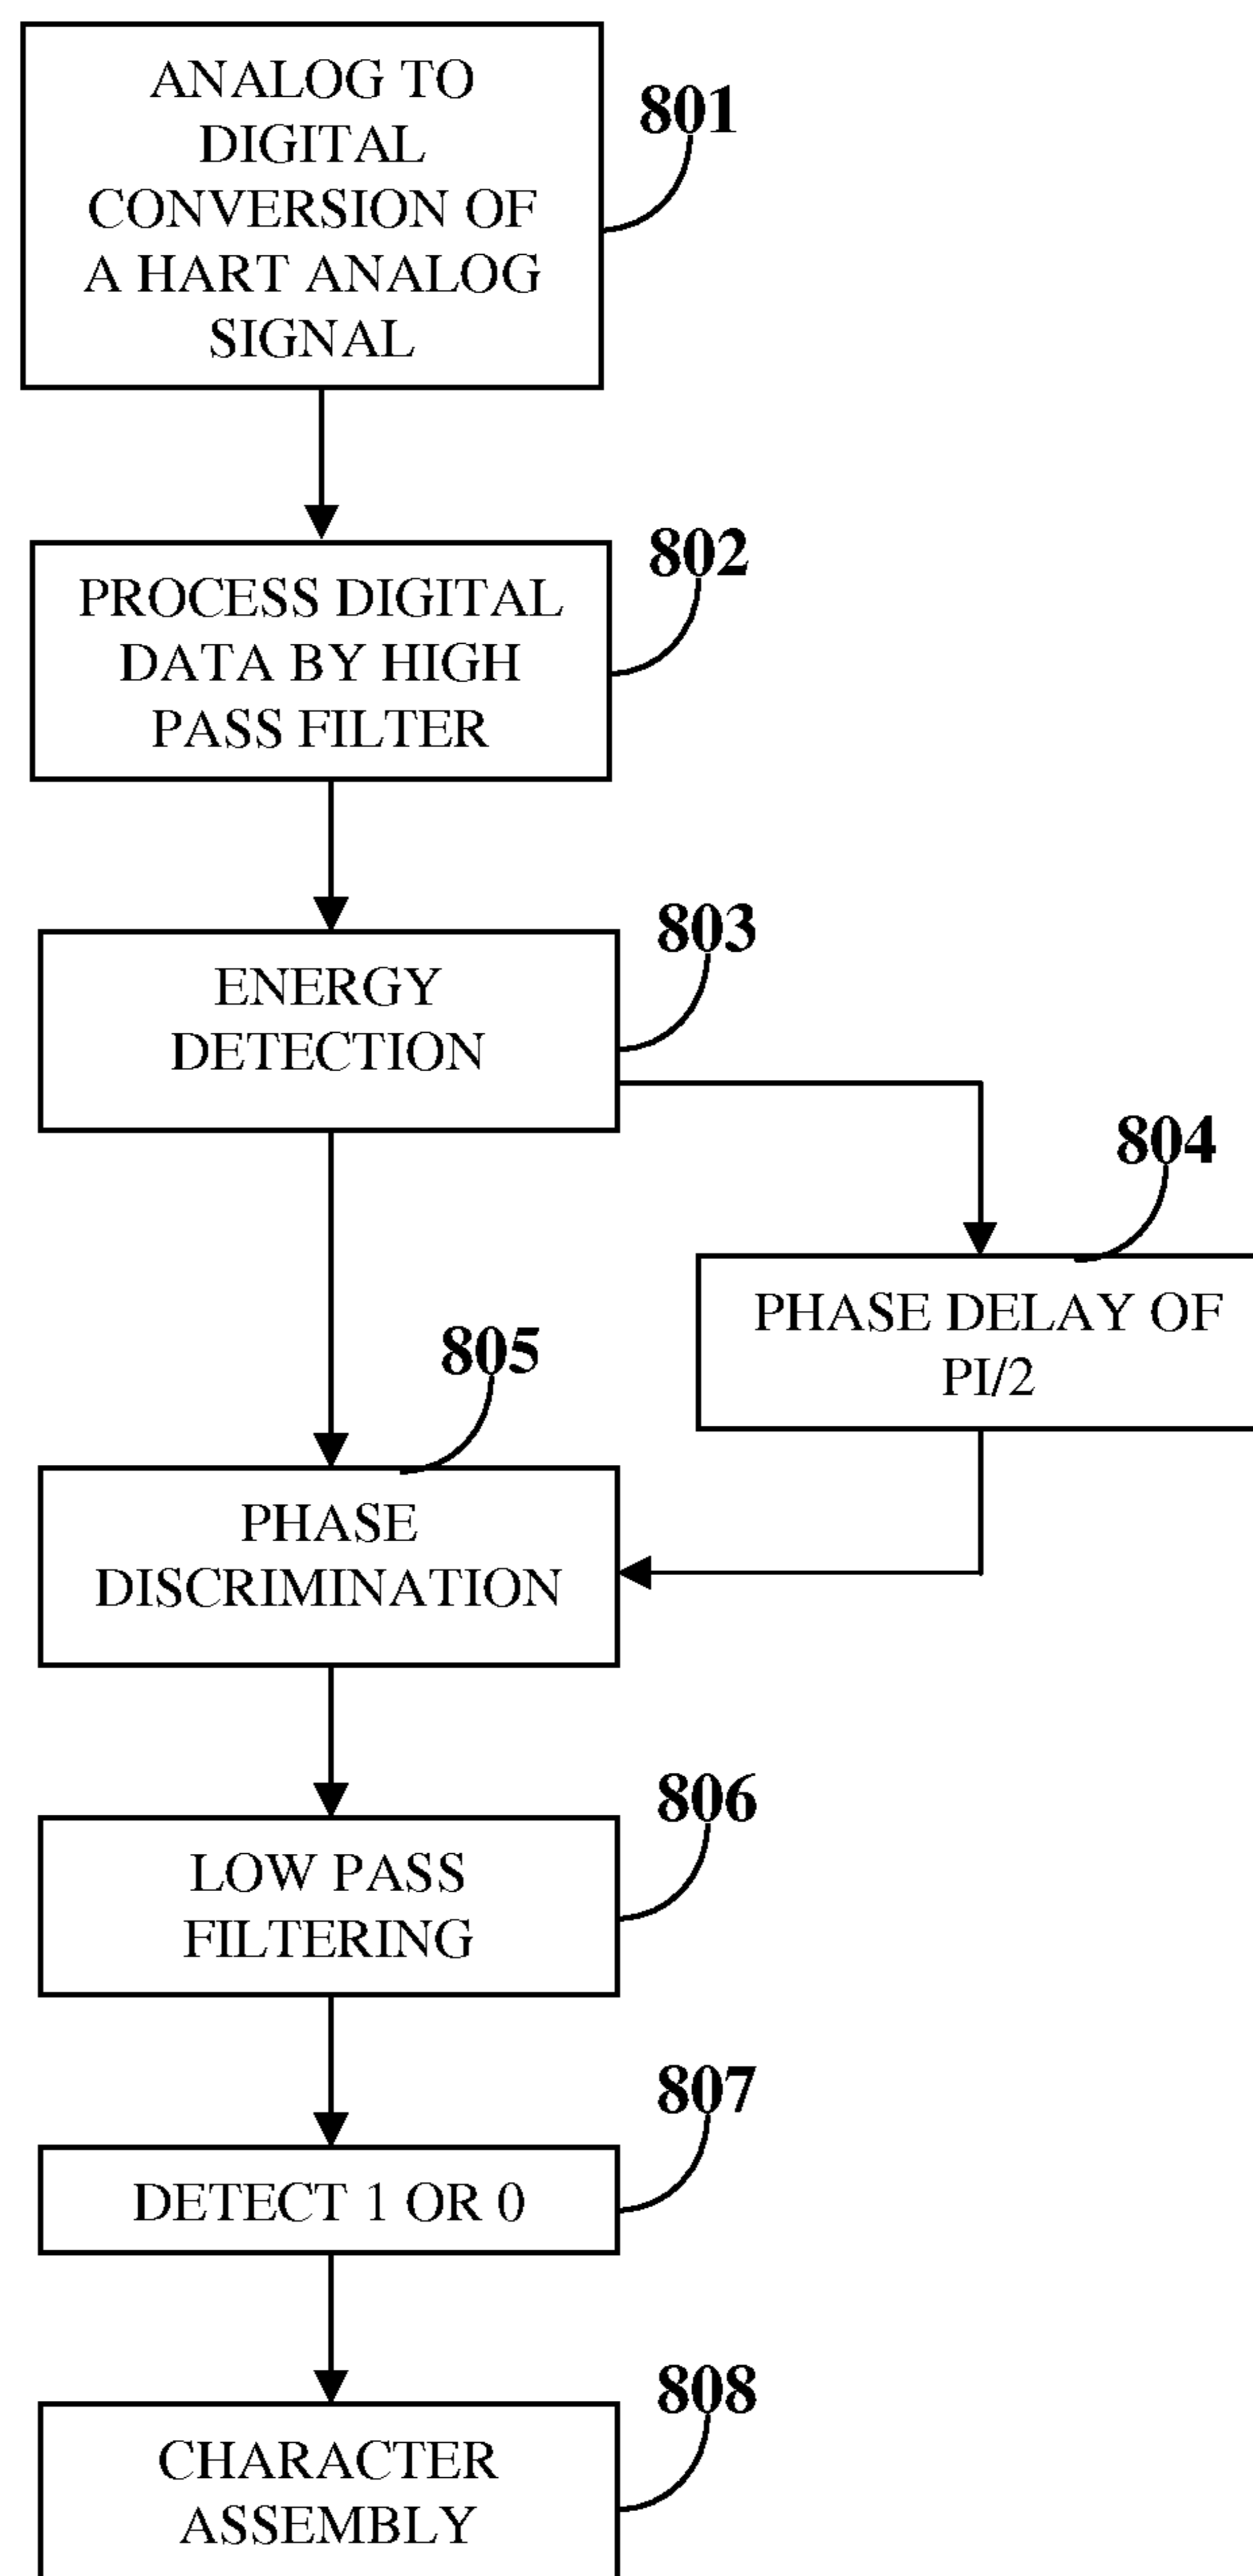 ANALOG TO
DIGITAL
CONVERSION OF
A HART ANALOG
SIGNAL
801
PROCESS DIGITAL
DATA BY HIGH
PASS FILTER
802
ENERGY
DETECTION
803
PHASE DELAY OF
PI/2
804
PHASE
DISCRIMINATION
805
LOW PASS
FILTERING
806
DETECT 1 OR 0
807
CHARACTER
ASSEMBLY
808